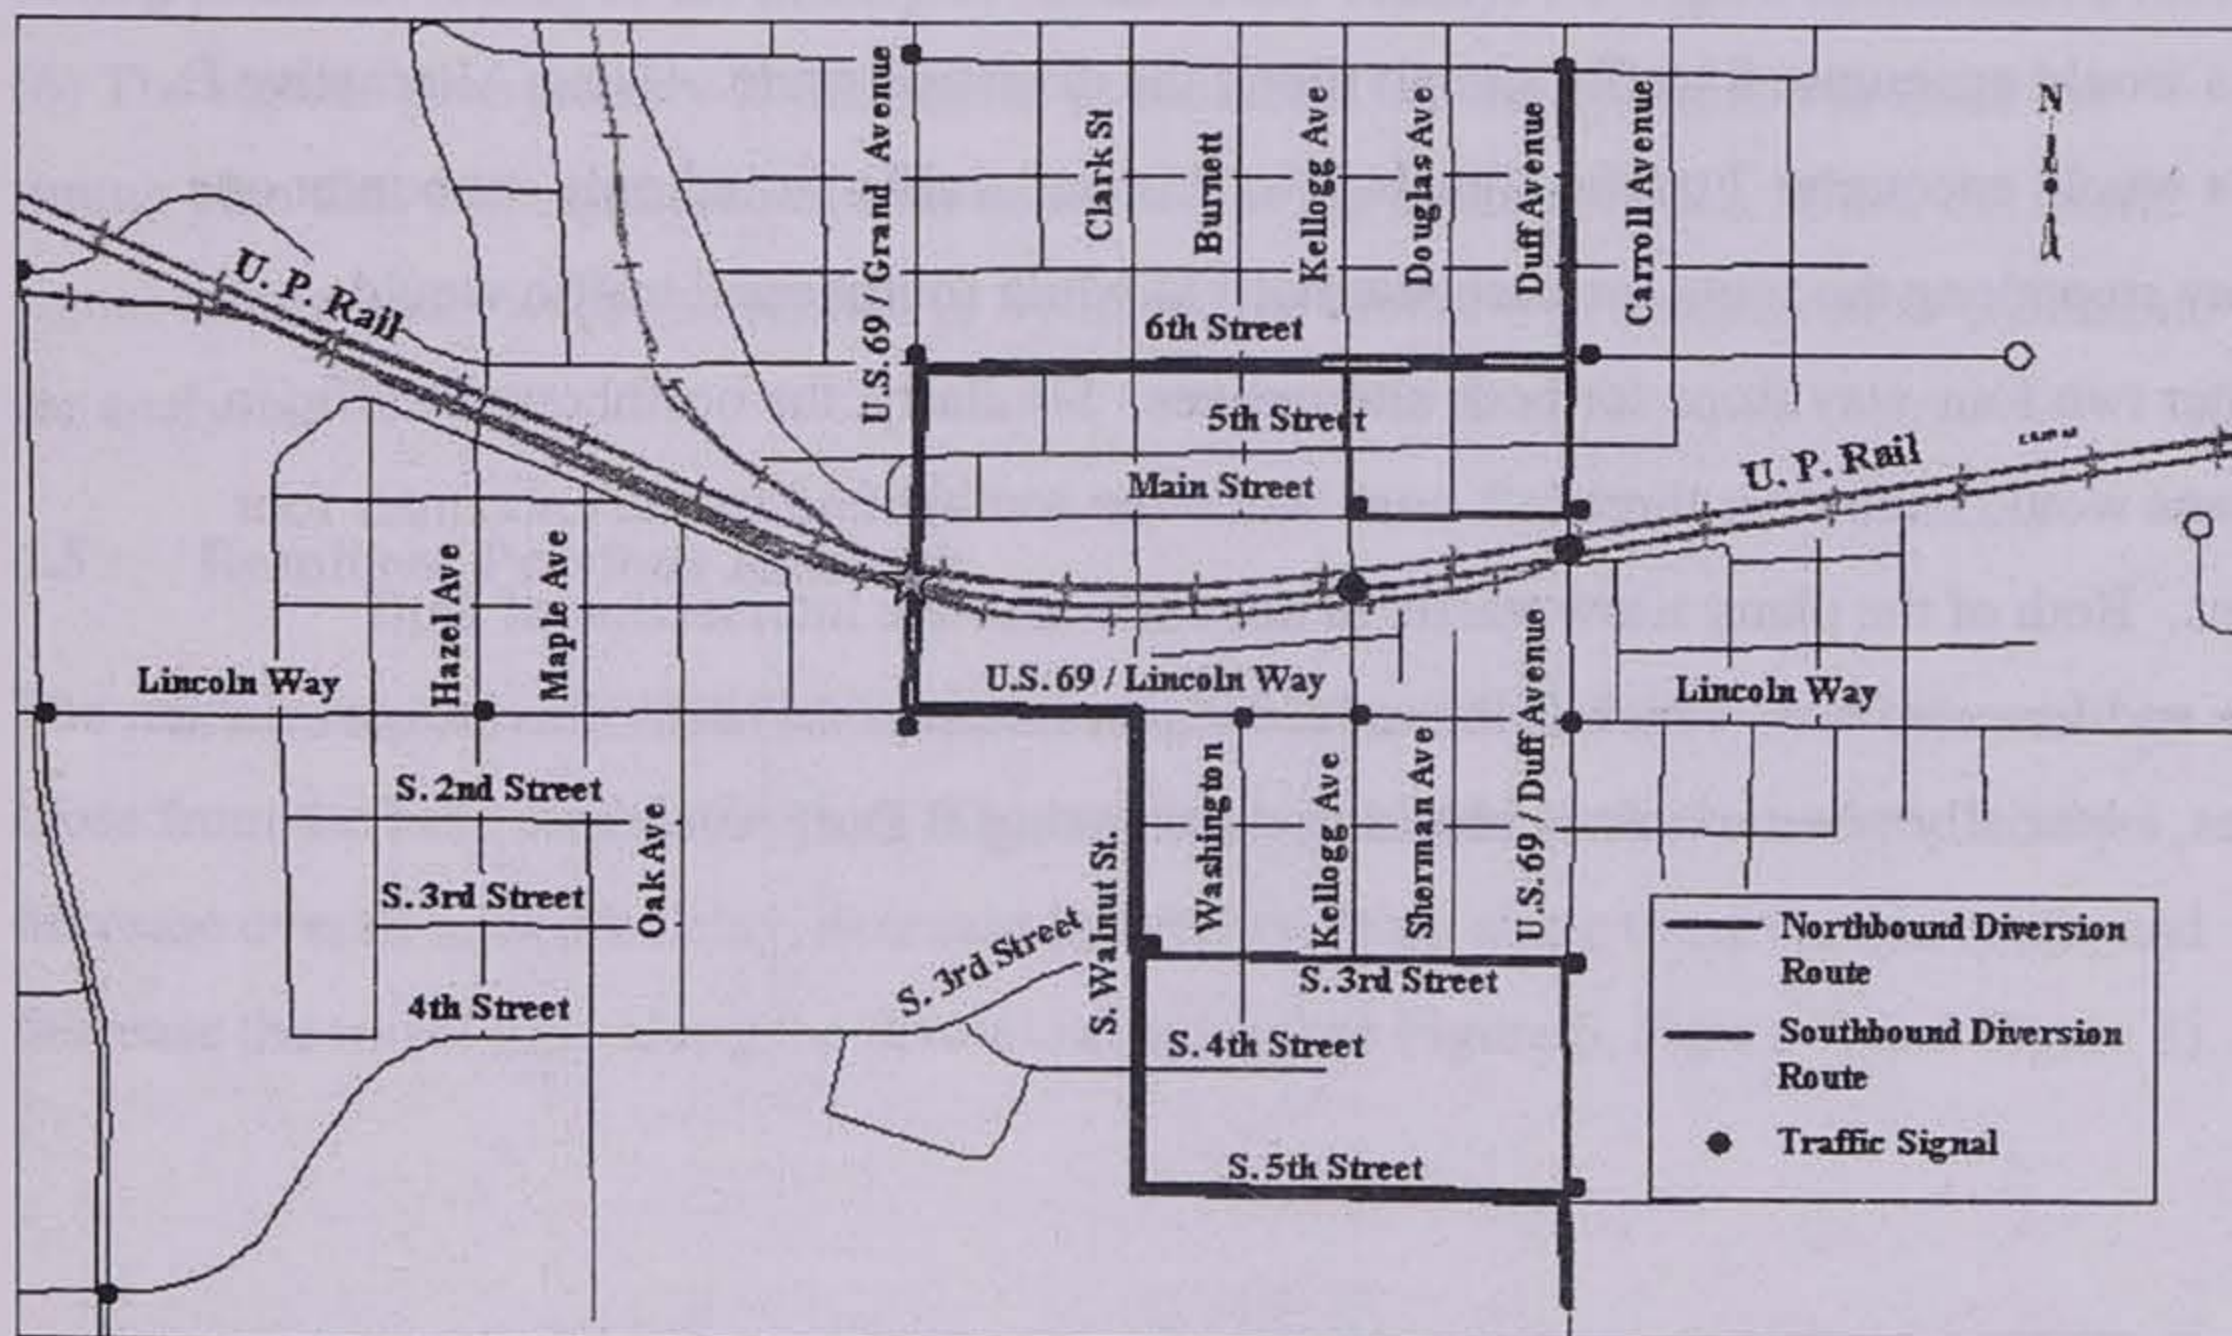 U.S.69 / Grand Avenue
Clark St
Burnett
Kellogg Ave
Douglas Ave
Duff Avenue
Carroll Avenue
N
U. P. Rail
6th Street
5th Street
Main Street
U. P. Rail
Hazel Ave
Maple Ave
Lincoln Way
U.S.69 / Lincoln Way
Lincoln Way
S. 2nd Street
S. 3rd Street
4th Street
Oak Ave
S. 3rd Street
S. Walnut St.
Washington
Kellogg Ave
Sherman Ave
U.S.69 / Duff Avenue
S. 3rd Street
S. 4th Street
S. 5th Street
Northbound Diversion
Route
Southbound Diversion
Route
Traffic Signal